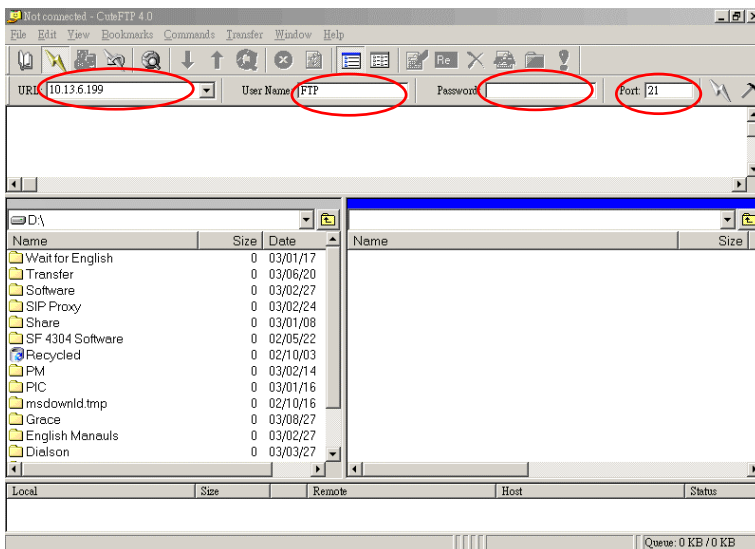 Not connected - CuteFTP 4.0
File Edit View Bookmarks Commands Transfer Window Help
Re
URL 10.13.6.199 User Name: FTP Password Port: 21
D:\
Name Size Date Name Size
Wait for English 0 03/01/17
Transfer 0 03/06/20
Software 0 03/02/27
SIP Proxy 0 03/02/24
Share 0 03/01/08
SF 4304 Software 0 02/05/22
Recycled 0 02/10/03
PM 0 03/02/14
PIC 0 03/01/16
msdownld.tmp 0 02/10/16
Grace 0 03/08/27
English Manauls 0 03/02/27
Dialson 0 03/03/27
Local Size Remote Host Status
Queue: 0 KB / 0 KB